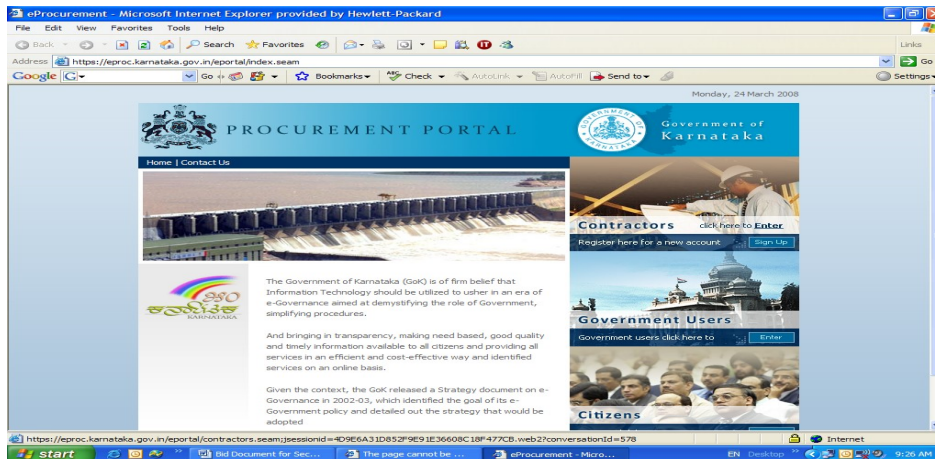 eProcurement - Microsoft Internet Explorer provided by Hewlett-Packard
File Edit View Favorites Tools Help
Back Search Favorites
Links
Address https://eproc.karnataka.gov.in/eportal/index.seam Go
Google G Go Bookmarks Check AutoLink AutoFill Send to Settings
Monday, 24 March 2008
PROCUREMENT PORTAL
Government of
Karnataka
Home | Contact Us
Contractors click here to Enter
Register here for a new account Sign Up
The Government of Karnataka (GoK) is of firm belief that
Information Technology should be utilized to usher in an era of
e-Governance aimed at demystifying the role of Government,
simplifying procedures.
KARNATAKA
Government Users
Government users click here to Enter
And bringing in transparency, making need based, good quality
and timely information available to all citizens and providing all
services in an efficient and cost-effective way and identified
services on an online basis.
Given the context, the GoK released a Strategy document on e-
Governance in 2002-03, which identified the goal of its e-
Government policy and detailed out the strategy that would be
adopted
Citizens
https://eproc.karnataka.gov.in/eportal/contractors.seam;jsessionid=4D9E6A31D852F9E91E36608C18F477CB.web2?conversationId=578
Internet
start Bid Document for Sec... The page cannot be ... eProcurement - Micro... EN Desktop 9:26 AM